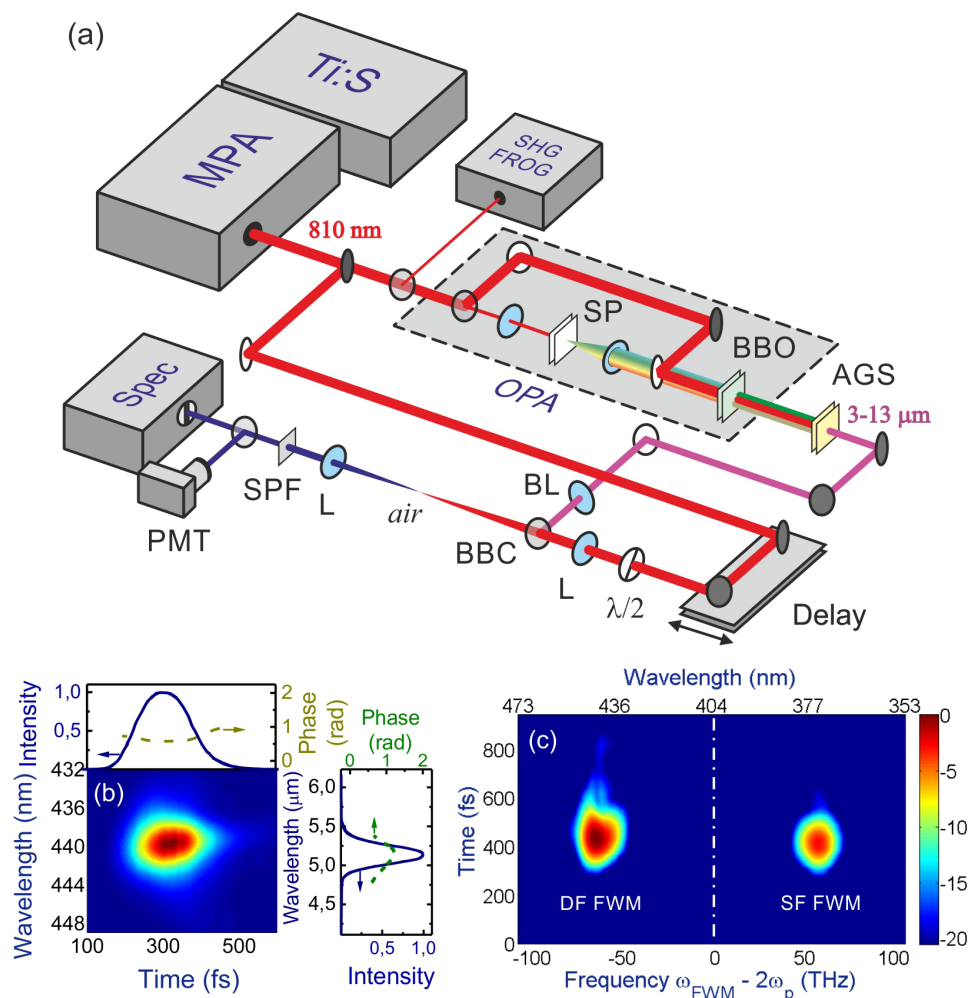 (a)
Ti:S
MPA
SHG
FROG
810 nm
SP
BBO
OPA
AGS
3-13 μm
Spec
PMT
SPF
L
air
BL
BBC
L
λ/2
Delay
Intensity
1,0
0,5
2
1
0
Phase
(rad)
Wavelength (nm)
432
436
440
444
448
(b)
100
300
500
Time (fs)
Phase
(rad)
0
1
2
Wavelength (μm)
6,0
5,5
5,0
4,5
0,5
1,0
Intensity
Wavelength (nm)
473
436
404
377
353
(c)
Time (fs)
800
600
400
200
0
DF FWM
SF FWM
-100
-50
0
50
100
Frequency ω_FWM - 2ω_p (THz)
0
-5
-10
-15
-20